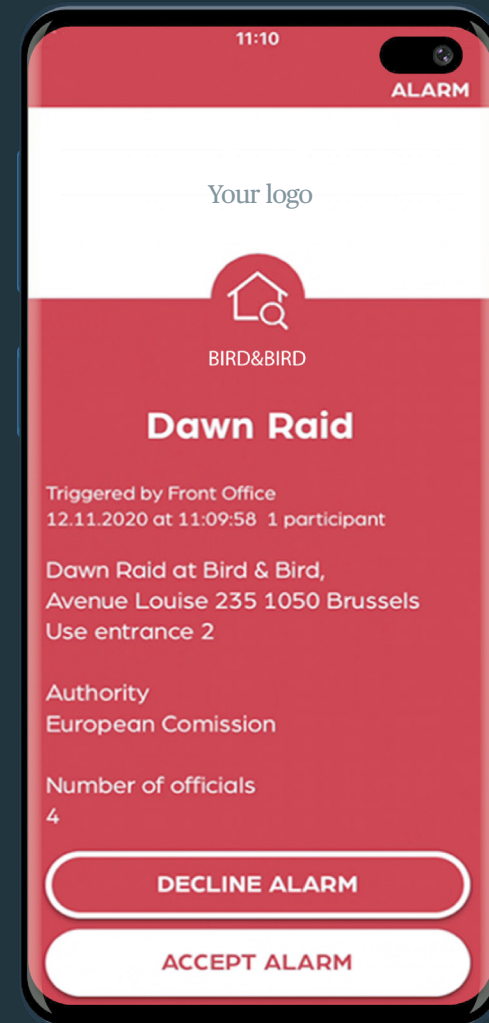 11:10
ALARM
Your logo
BIRD&BIRD
Dawn Raid
Triggered by Front Office
12.11.2020 at 11:09:58 1 participant
Dawn Raid at Bird & Bird,
Avenue Louise 235 1050 Brussels
Use entrance 2
Authority
European Comission
Number of officials
4
DECLINE ALARM
ACCEPT ALARM